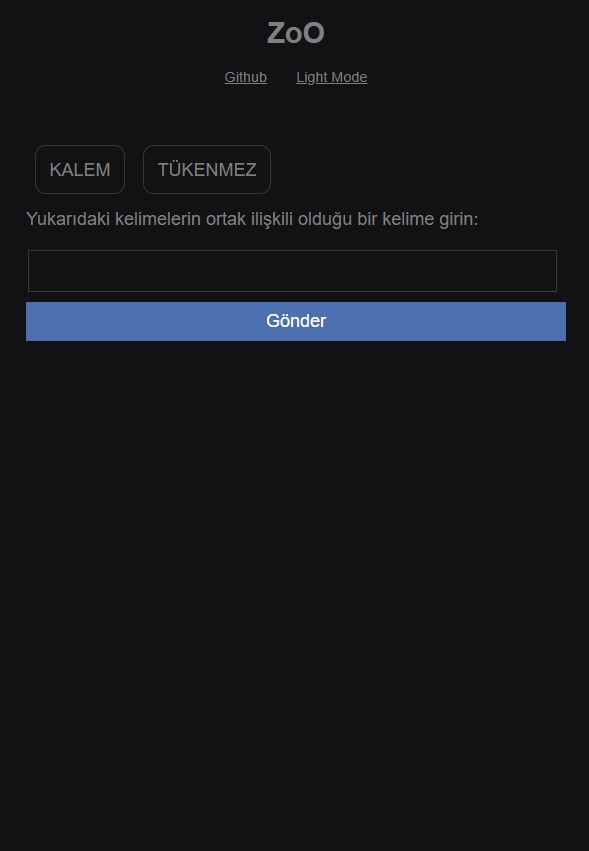 ZoO
Github Light Mode
KALEM TÜKENMEZ
Yukarıdaki kelimelerin ortak ilişkili olduğu bir kelime girin:
Gönder